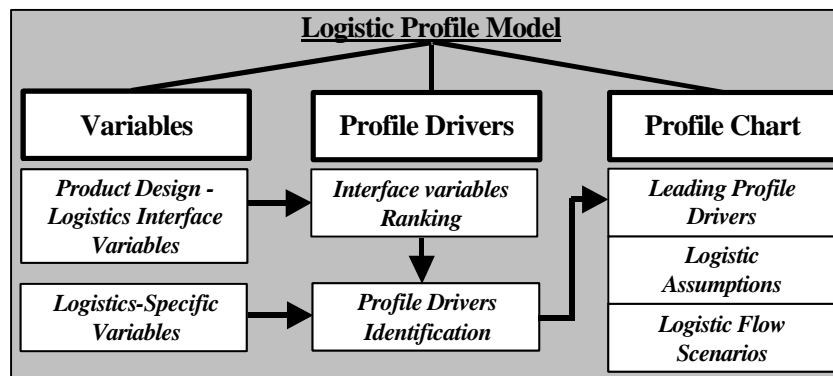 Logistic Profile Model
Variables
Profile Drivers
Profile Chart
Product Design -
Logistics Interface
Variables
Interface variables
Ranking
Leading Profile
Drivers
Logistic
Assumptions
Logistics-Specific
Variables
Profile Drivers
Identification
Logistic Flow
Scenarios